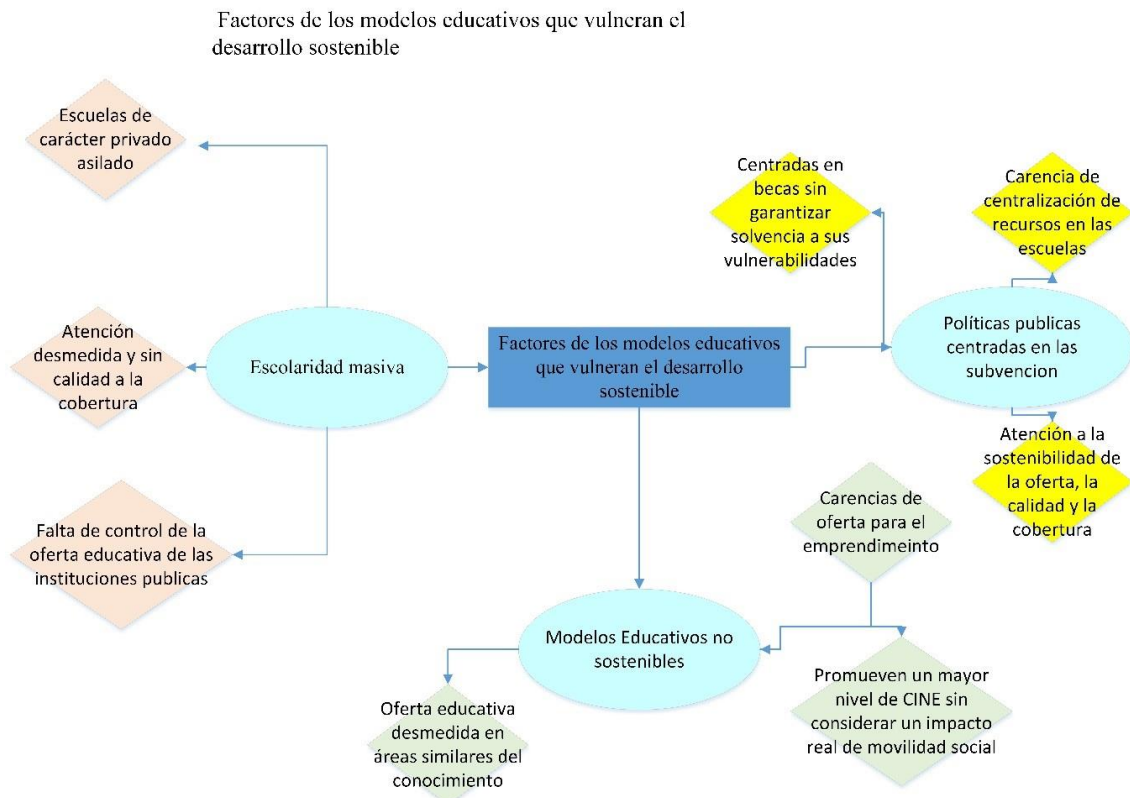 Factores de los modelos educativos que vulneran el
desarrollo sostenible
Escuelas de
carácter privado
asilado
Atención
desmedida y sin
calidad a la
cobertura
Falta de control de la
oferta educativa de las
instituciones publicas
Escolaridad masiva
Factores de los modelos educativos
que vulneran el desarrollo
sostenible
Centradas en
becas sin
garantizar
solvencia a sus
vulnerabilidades
Carencia de
centralización de
recursos en las
escuelas
Políticas publicas
centradas en las
subvencion
Atención a la
sostenibilidad de
la oferta, la
calidad y la
cobertura
Carencias de
oferta para el
emprendimeinto
Modelos Educativos no
sostenibles
Oferta educativa
desmedida en
áreas similares del
conocimiento
Promueven un mayor
nivel de CINE sin
considerar un impacto
real de movilidad social